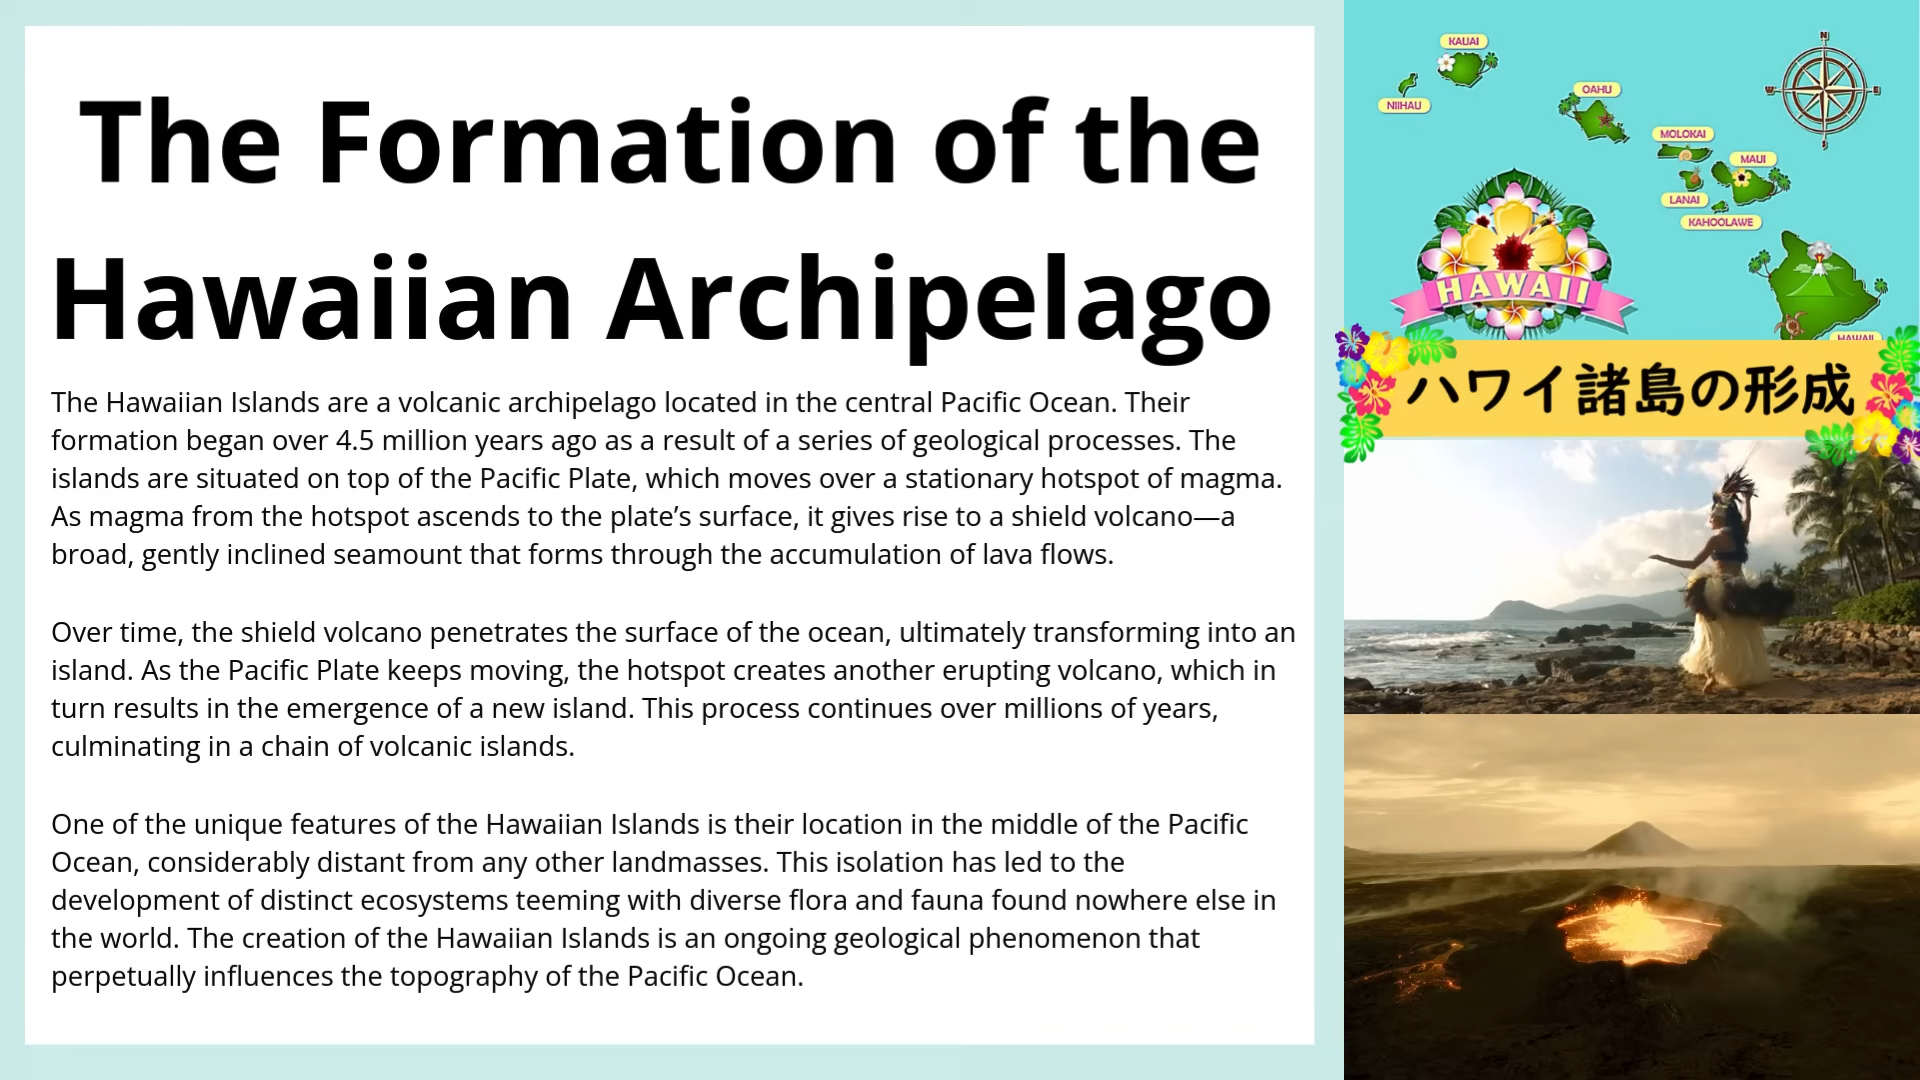 The Formation of the
Hawaiian Archipelago
The Hawaiian Islands are a volcanic archipelago located in the central Pacific Ocean. Their
formation began over 4.5 million years ago as a result of a series of geological processes. The
islands are situated on top of the Pacific Plate, which moves over a stationary hotspot of magma.
As magma from the hotspot ascends to the plate’s surface, it gives rise to a shield volcano—a
broad, gently inclined seamount that forms through the accumulation of lava flows.
Over time, the shield volcano penetrates the surface of the ocean, ultimately transforming into an
island. As the Pacific Plate keeps moving, the hotspot creates another erupting volcano, which in
turn results in the emergence of a new island. This process continues over millions of years,
culminating in a chain of volcanic islands.
One of the unique features of the Hawaiian Islands is their location in the middle of the Pacific
Ocean, considerably distant from any other landmasses. This isolation has led to the
development of distinct ecosystems teeming with diverse flora and fauna found nowhere else in
the world. The creation of the Hawaiian Islands is an ongoing geological phenomenon that
perpetually influences the topography of the Pacific Ocean.
KAUAI
NIIHAU
OAHU
MOLOKAI
MAUI
LANAI
KAHOOLAWE
HAWAII
N
W
E
S
HAWAII
ハワイ諸島の形成